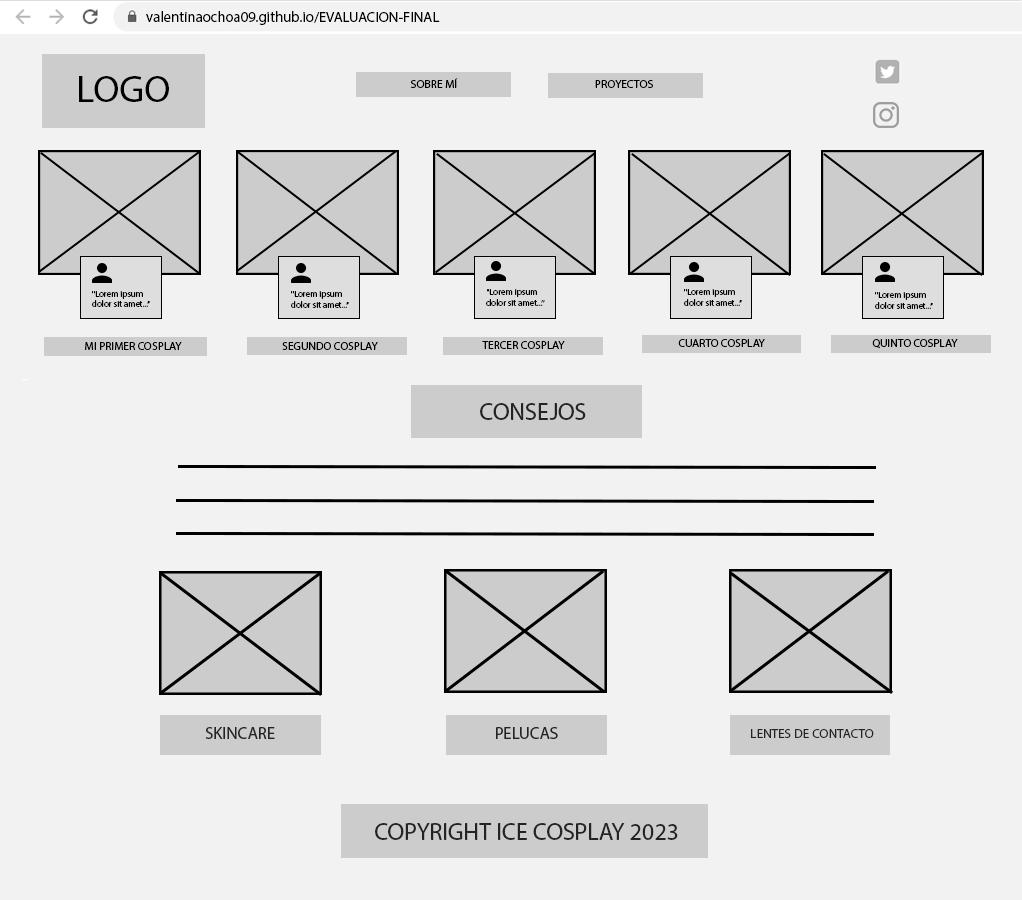 valentinaochoa09.github.io/EVALUACION-FINAL
LOGO
SOBRE MÍ
PROYECTOS
"Lorem ipsum
dolor sit amet..."
"Lorem ipsum
dolor sit amet..."
"Lorem ipsum
dolor sit amet..."
"Lorem ipsum
dolor sit amet..."
"Lorem ipsum
dolor sit amet..."
MI PRIMER COSPLAY
SEGUNDO COSPLAY
TERCER COSPLAY
CUARTO COSPLAY
QUINTO COSPLAY
CONSEJOS
SKINCARE
PELUCAS
LENTES DE CONTACTO
COPYRIGHT ICE COSPLAY 2023